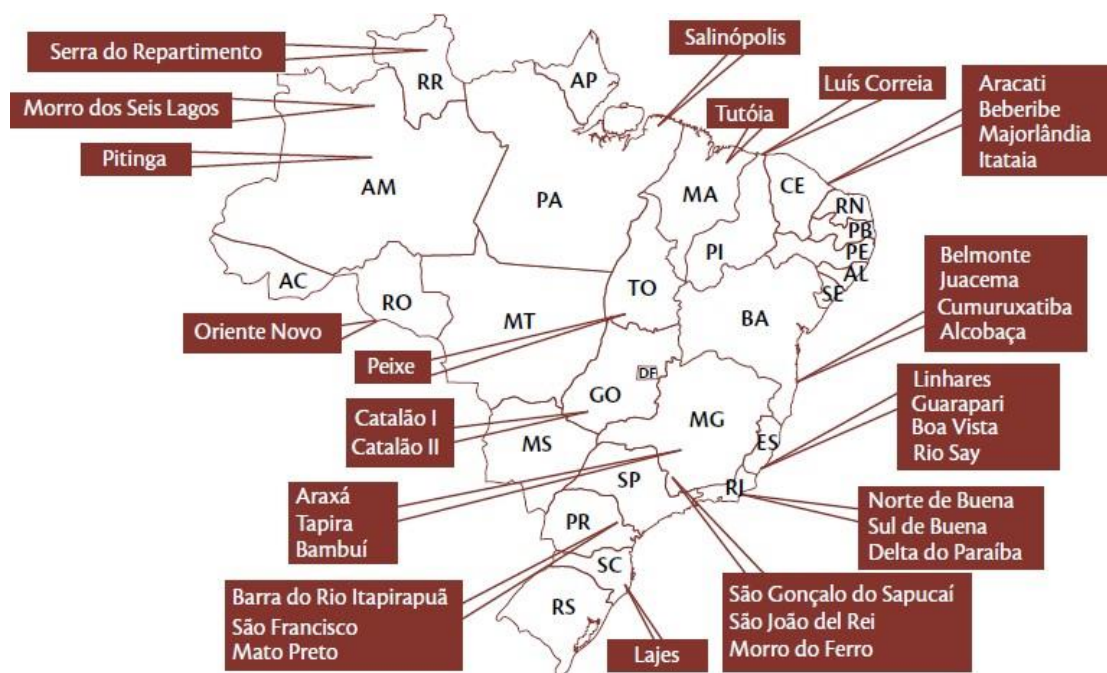 Serra do Repartimento
Morro dos Seis Lagos
Pitinga
Salinópolis
Luís Correia
Tutóia
Aracati
Beberibe
Majorlândia
Itataia
RR
AP
AM
PA
MA
CE
RN
PB
PE
AL
SE
PI
AC
RO
TO
MT
BA
Oriente Novo
Peixe
DF
GO
Belmonte
Juacema
Cumuruxatiba
Alcobaça
Catalão I
Catalão II
MS
MG
ES
Linhares
Guarapari
Boa Vista
Rio Say
Araxá
Tapira
Bambuí
SP
RJ
Norte de Buena
Sul de Buena
Delta do Paraíba
PR
SC
RS
Barra do Rio Itapirapuã
São Francisco
Mato Preto
Lajes
São Gonçalo do Sapucaí
São João del Rei
Morro do Ferro